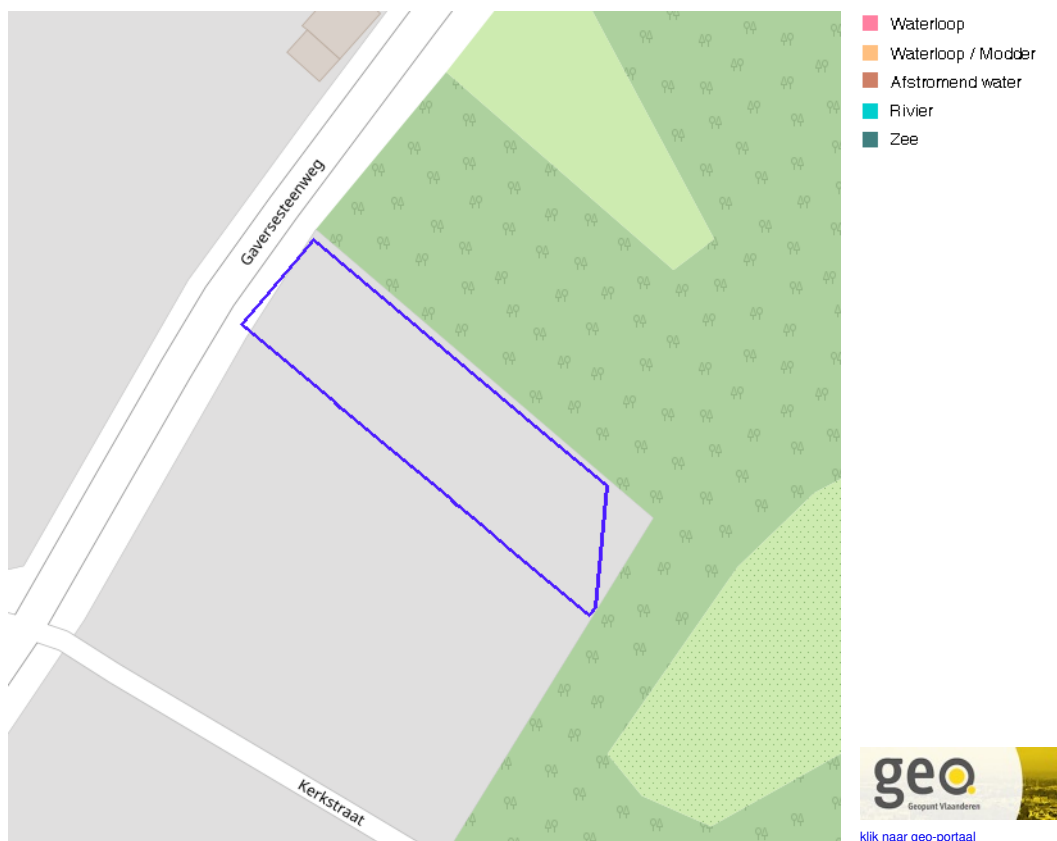 Gaversesteenweg
Kerkstraat
Waterloop
Waterloop / Modder
Afstromend water
Rivier
Zee
geo
Geopunt Vlaanderen
klik naar geo-portaal